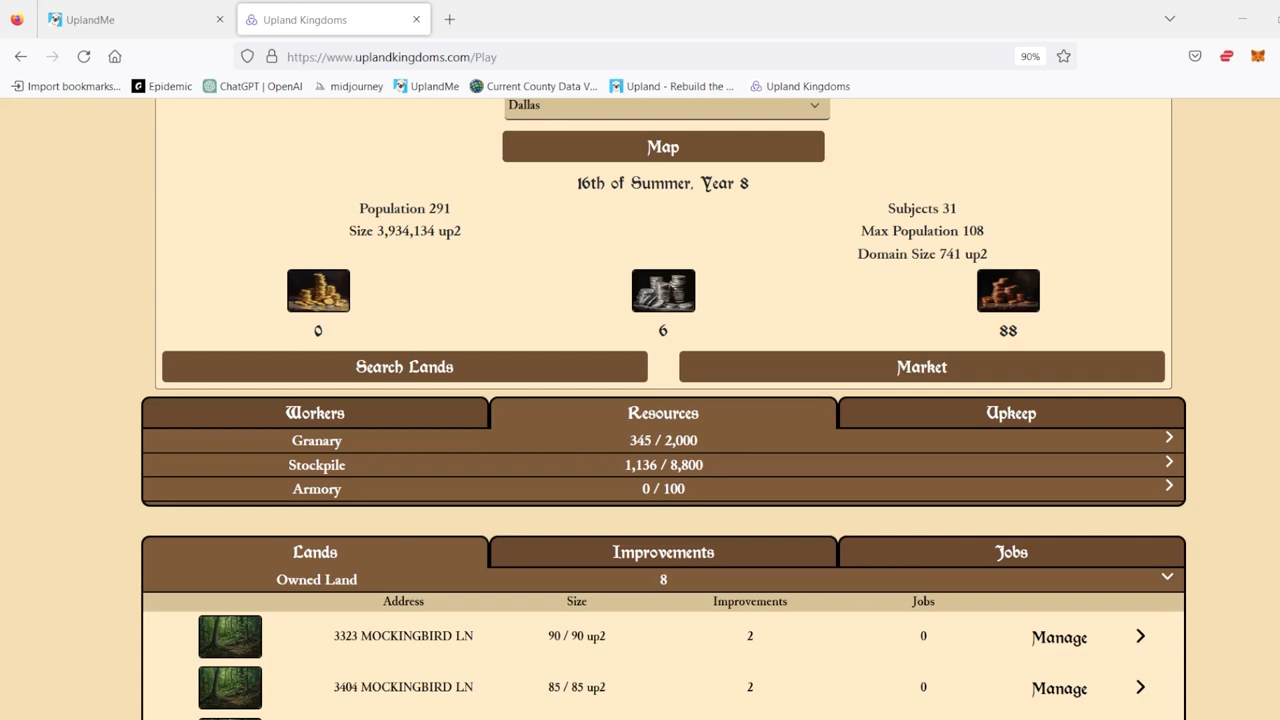 UplandMe
Upland Kingdoms
https://www.uplandkingdoms.com/Play
90%
Import bookmarks...
Epidemic
ChatGPT | OpenAI
midjourney
UplandMe
Current County Data V...
Upland - Rebuild the ...
Upland Kingdoms
Dallas
Map
16th of Summer, Year 8
Population 291
Subjects 31
Size 3,934,134 up2
Max Population 108
Domain Size 741 up2
0
6
88
Search Lands
Market
Workers
Resources
Upkeep
Granary 345 / 2,000
Stockpile 1,136 / 8,800
Armory 0 / 100
Lands
Improvements
Jobs
Owned Land 8
Address Size Improvements Jobs
3323 MOCKINGBIRD LN 90 / 90 up2 2 0 Manage
3404 MOCKINGBIRD LN 85 / 85 up2 2 0 Manage